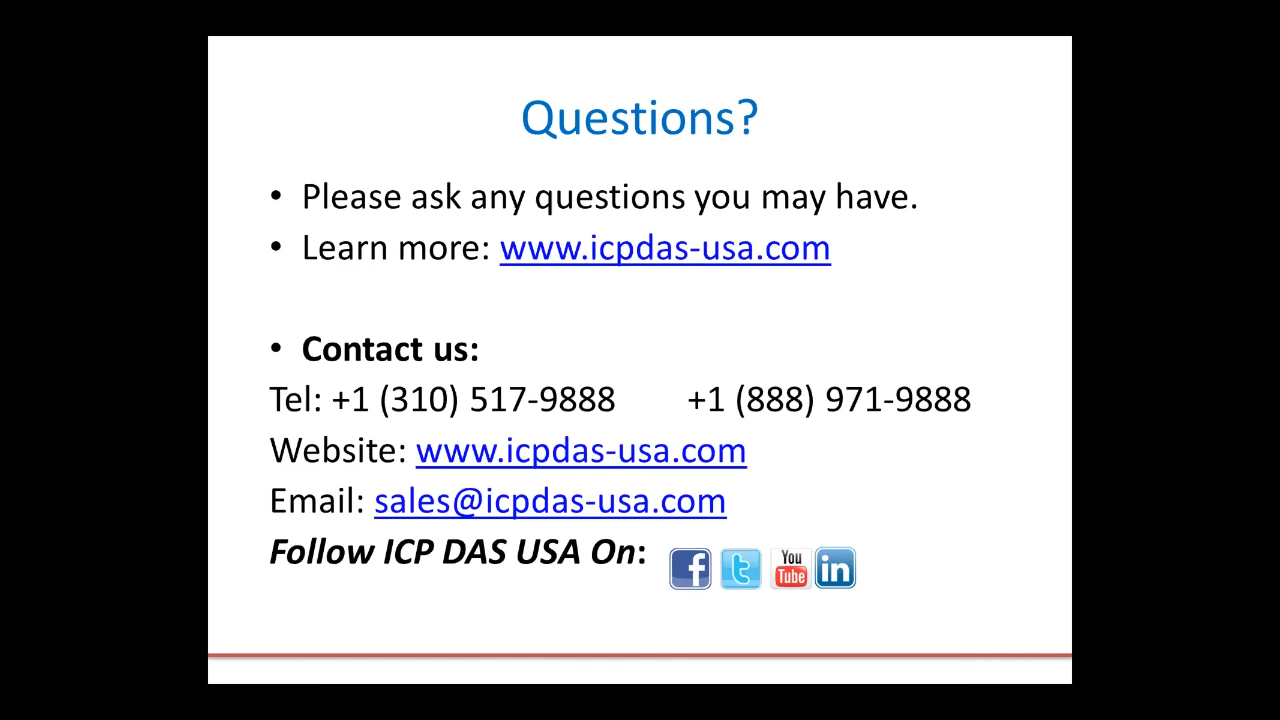 Questions?
• Please ask any questions you may have.
• Learn more: www.icpdas-usa.com
• Contact us:
Tel: +1 (310) 517-9888 +1 (888) 971-9888
Website: www.icpdas-usa.com
Email: sales@icpdas-usa.com
Follow ICP DAS USA On: f t You Tube in